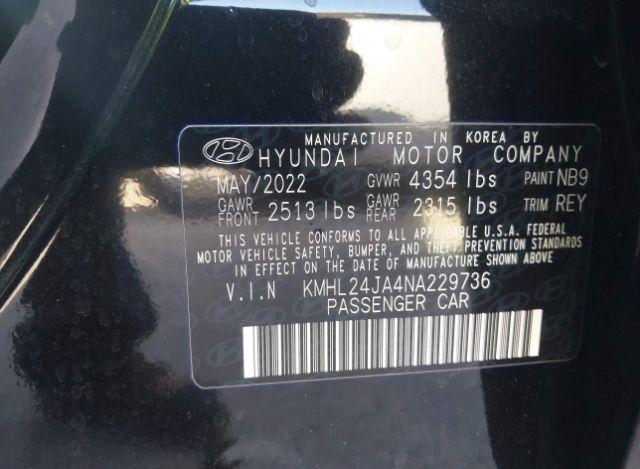 MANUFACTURED IN KOREA BY
HYUNDAI MOTOR COMPANY
MAY/2022 GVWR 4354 lbs PAINT NB9
GAWR FRONT 2513 lbs GAWR REAR 2315 lbs TRIM REY
THIS VEHICLE CONFORMS TO ALL APPLICABLE U.S.A. FEDERAL
MOTOR VEHICLE SAFETY, BUMPER, AND THEFT PREVENTION STANDARDS
IN EFFECT ON THE DATE OF MANUFACTURE SHOWN ABOVE
V.I.N KMHL24JA4NA229736
PASSENGER CAR